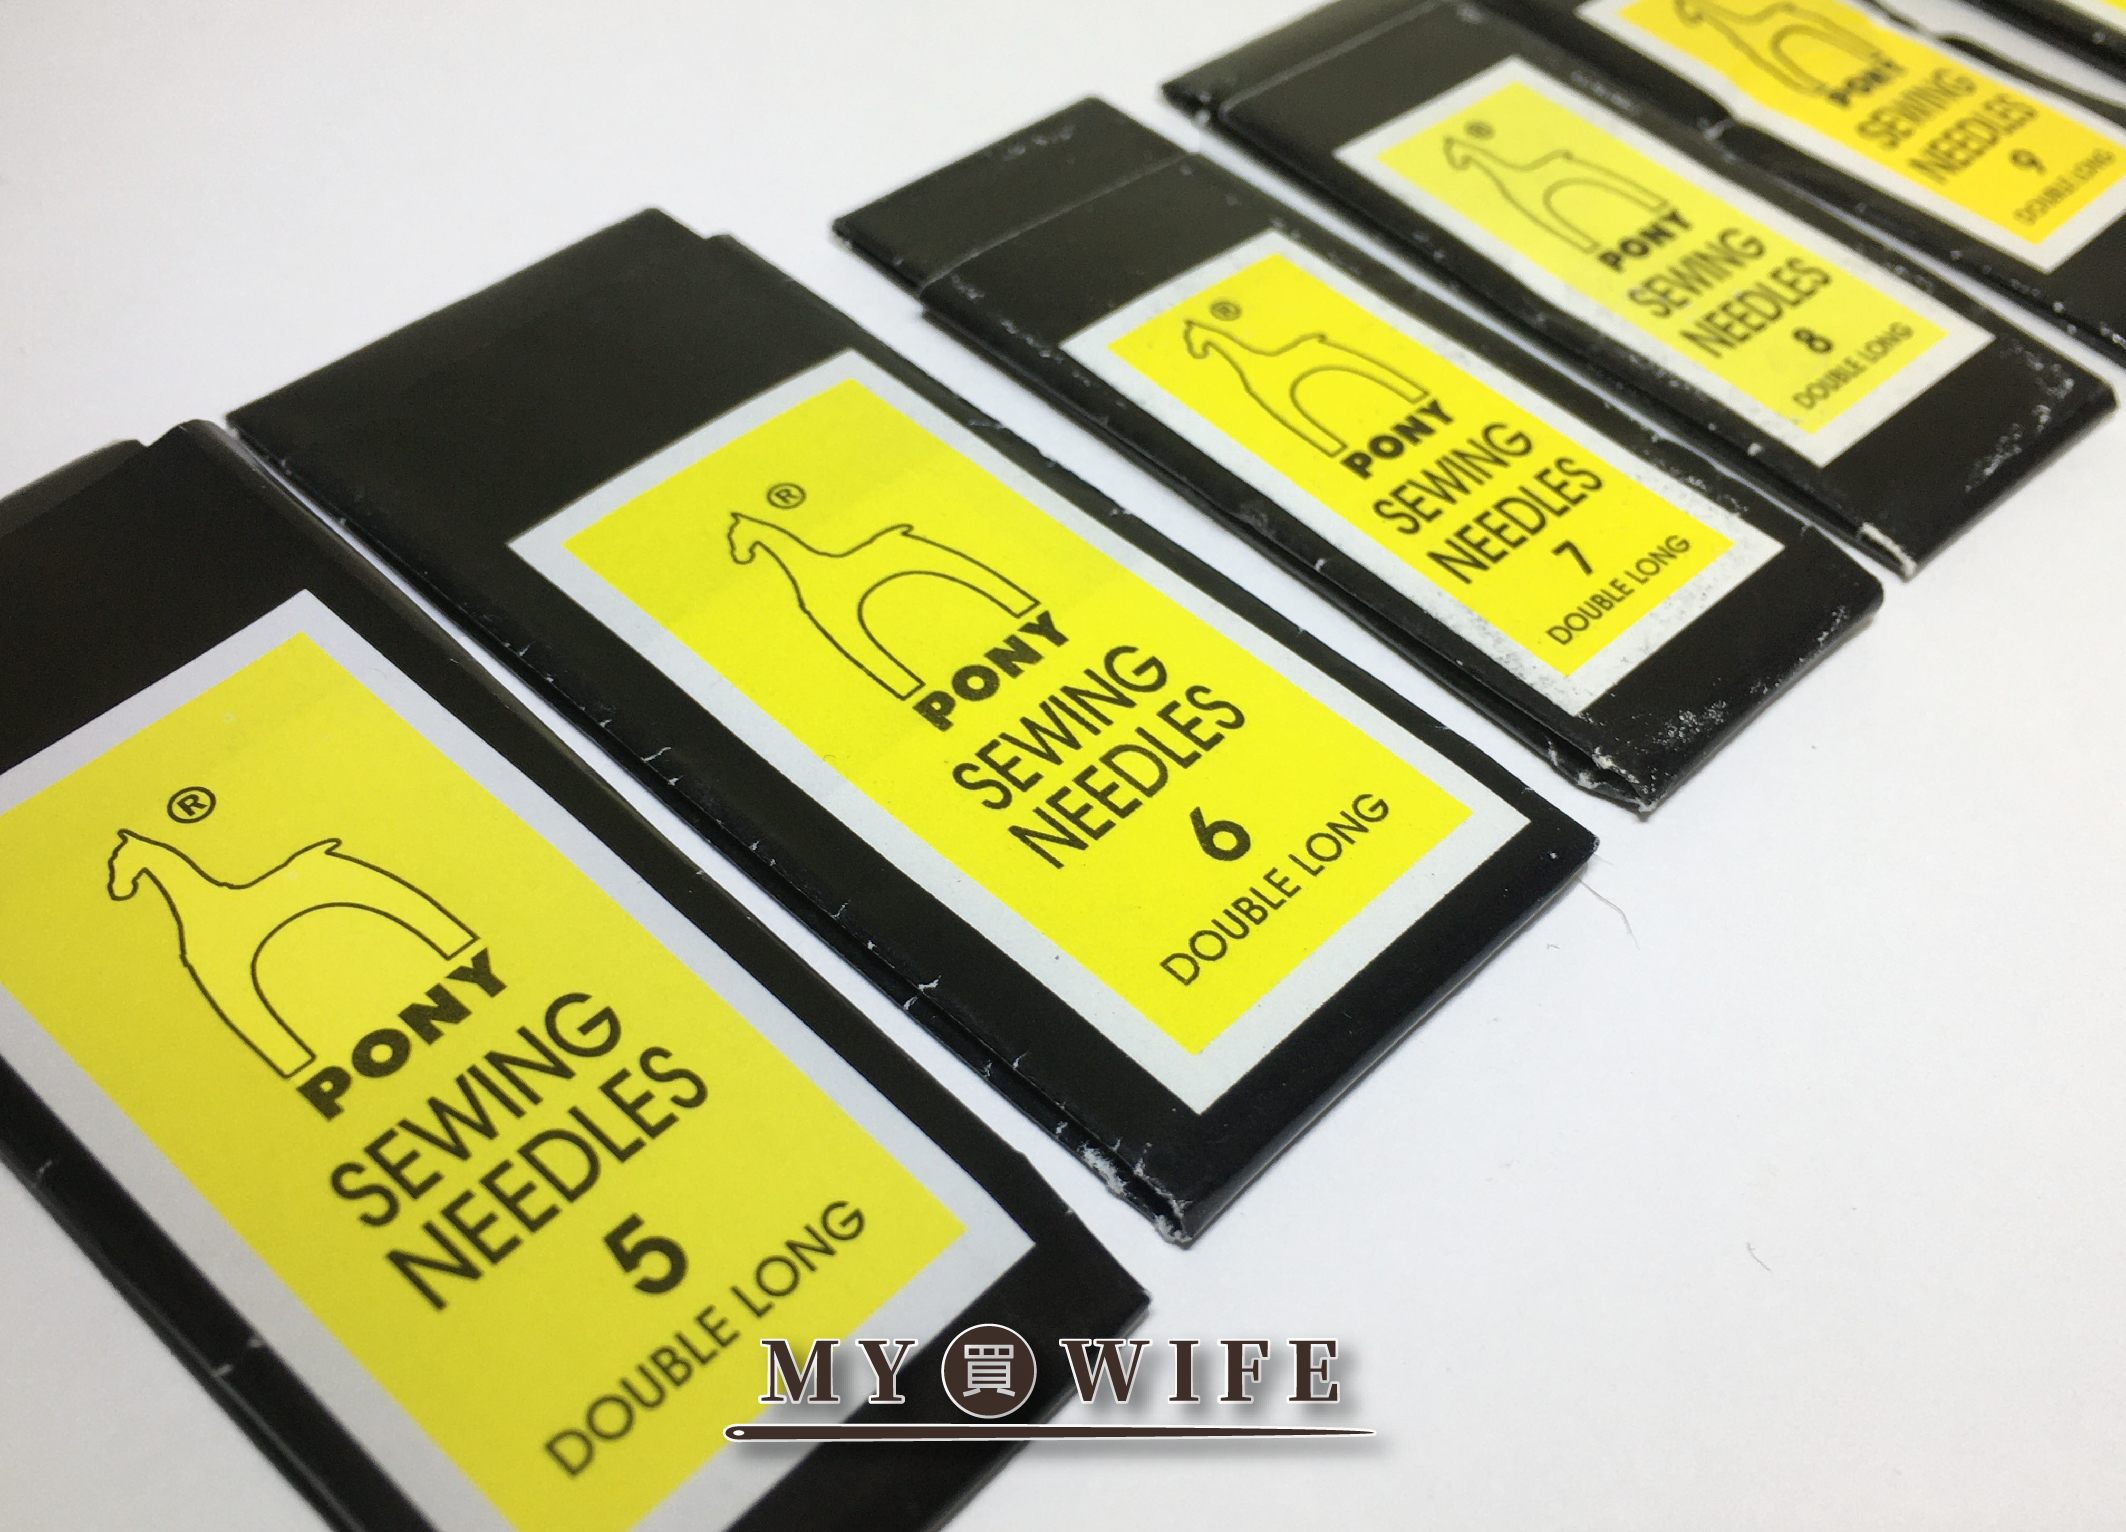 ®
PONY
SEWING
NEEDLES
5
DOUBLE LONG
®
PONY
SEWING
NEEDLES
6
DOUBLE LONG
®
PONY
SEWING
NEEDLES
7
DOUBLE LONG
®
PONY
SEWING
NEEDLES
8
DOUBLE LONG
PONY
SEWING
NEEDLES
9
DOUBLE LONG
MY 買 WIFE